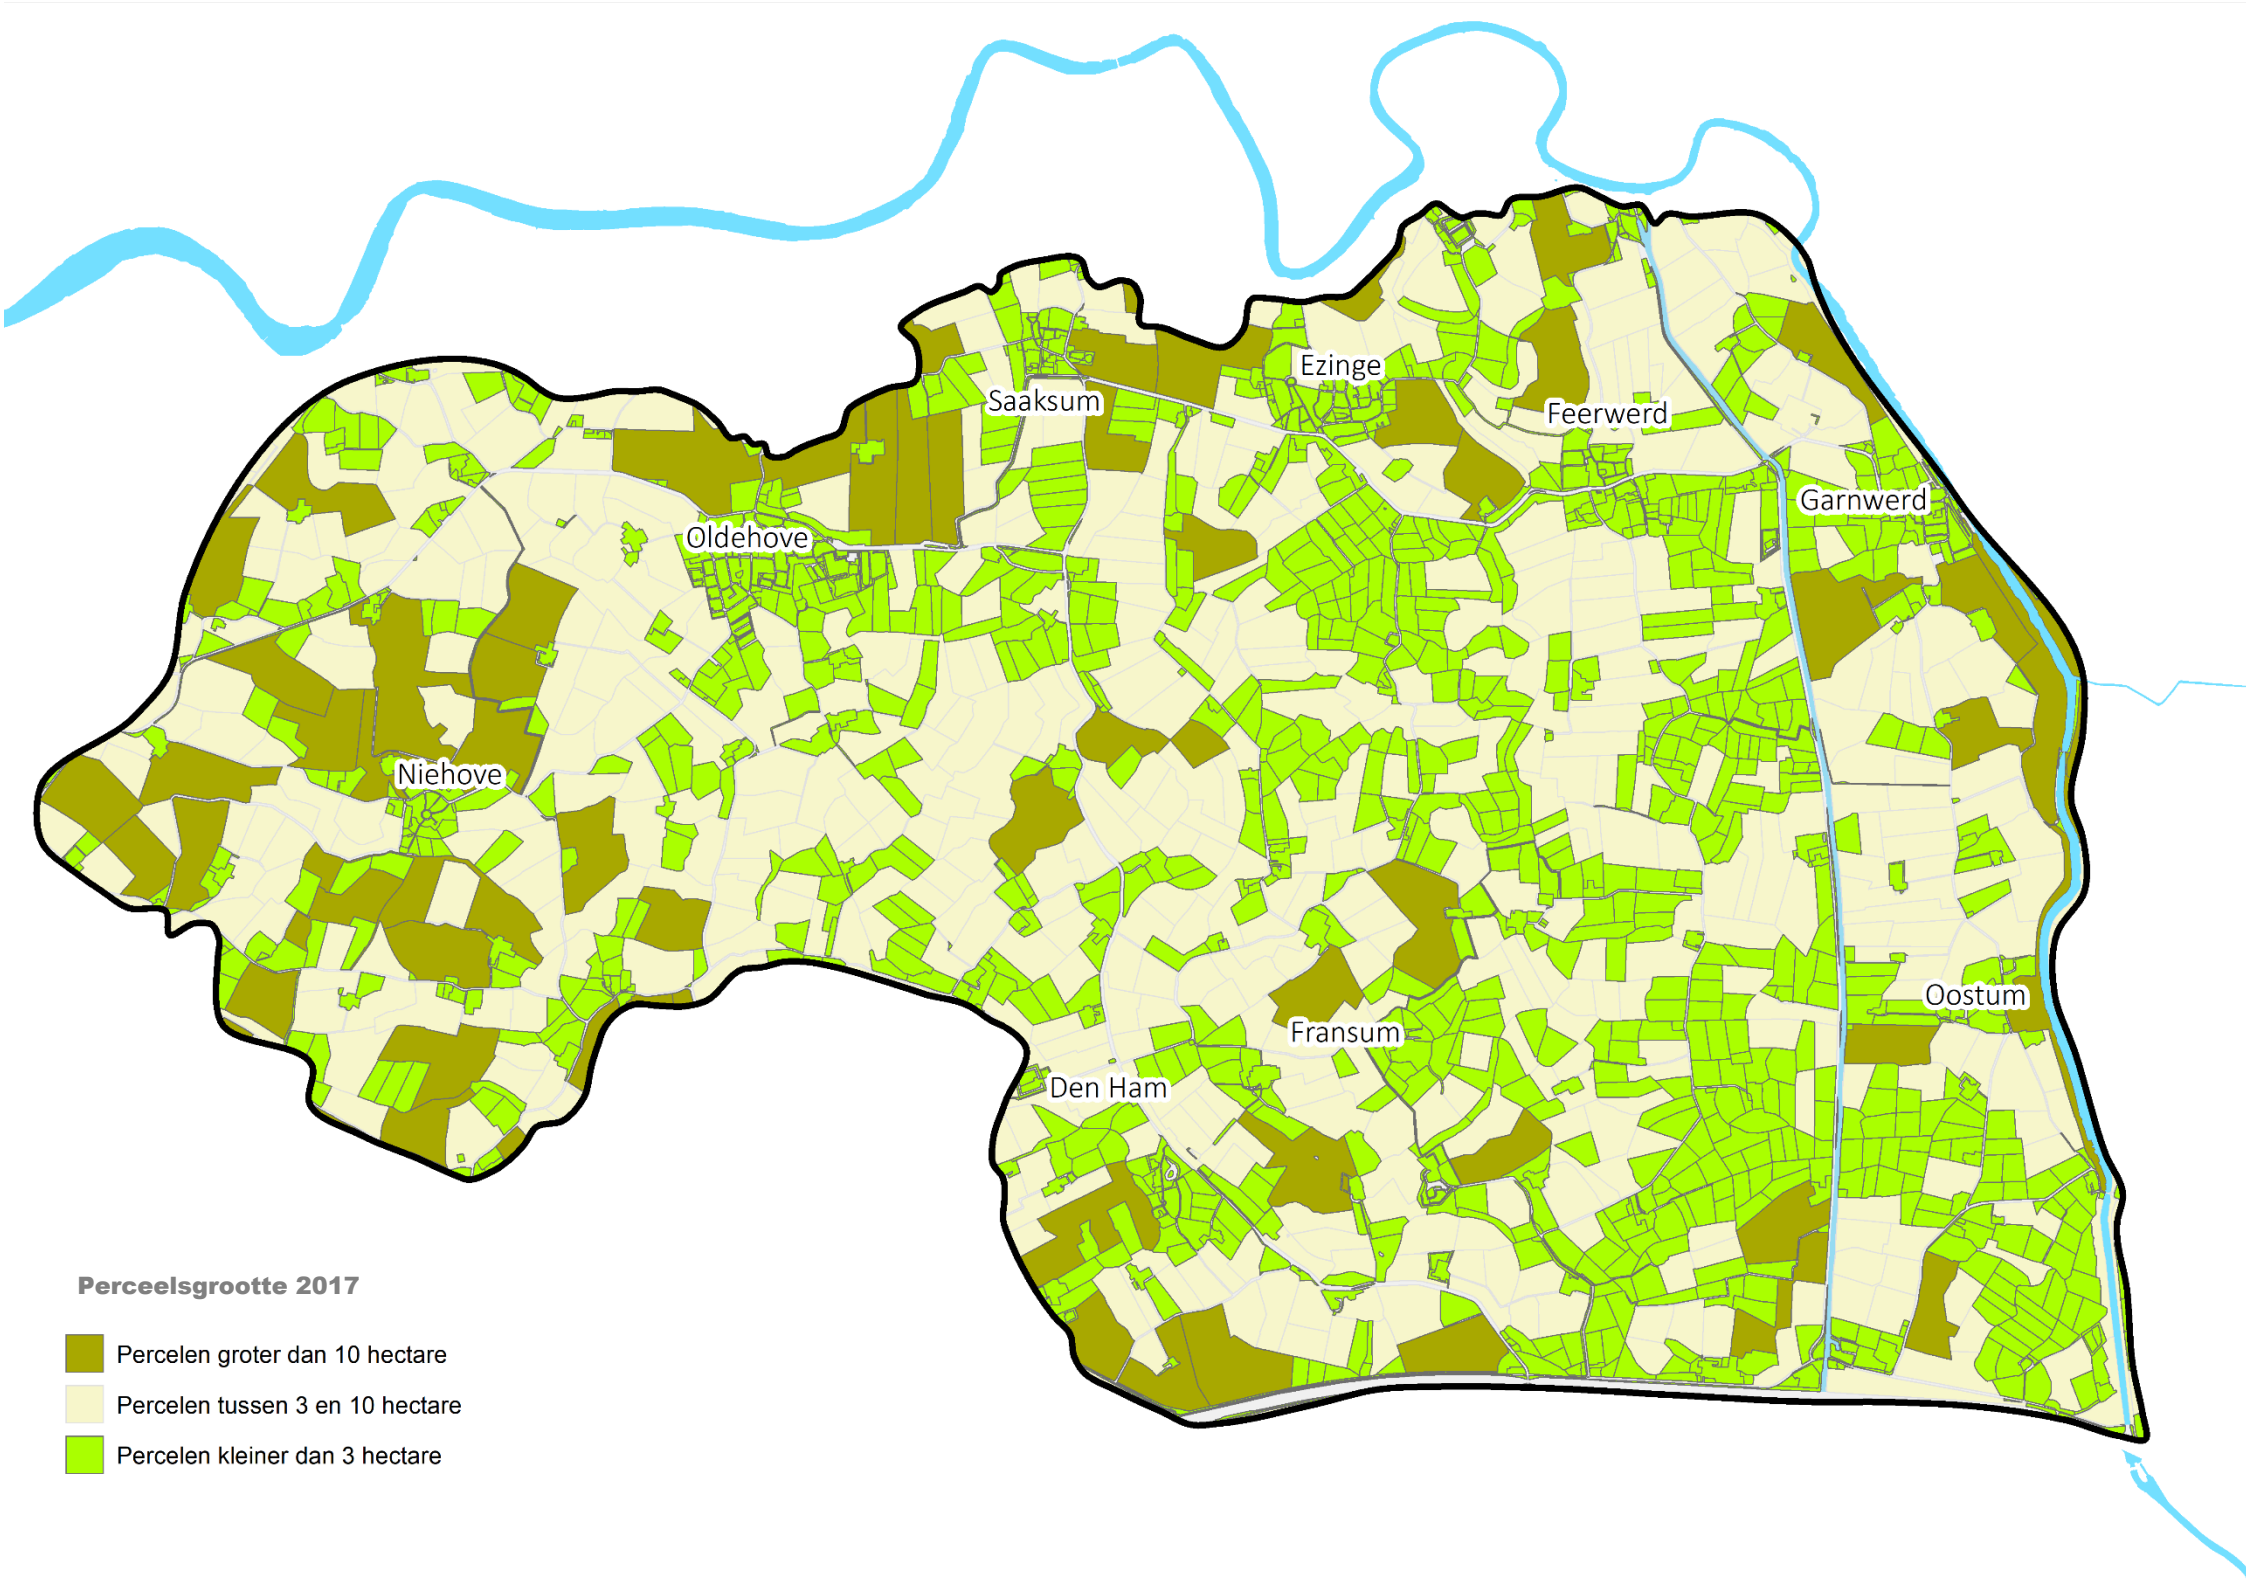 Ezinge
Saaksum
Feerwerd
Garnwerd
Oldehove
Niehove
Oostum
Fransum
Den Ham
Perceelsgrootte 2017
Percelen groter dan 10 hectare
Percelen tussen 3 en 10 hectare
Percelen kleiner dan 3 hectare